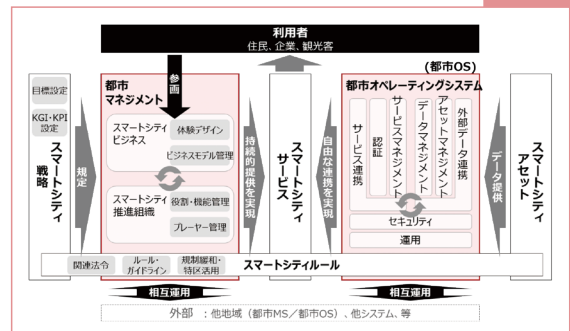 利用者
住民、企業、観光客
(都市OS)
目標設定
KGI・KPI
設定
スマートシティ
戦略
規定
都市
マネジメント
参画
スマートシティ
ビジネス
体験デザイン
ビジネスモデル管理
スマートシティ
推進組織
役割・機能管理
プレーヤー管理
持続的提供を実現
スマートシティ
サービス
自由な連携を実現
都市オペレーティングシステム
サービス連携
認証
サービスマネジメント
データマネジメント
アセットマネジメント
外部データ連携
セキュリティ
運用
データ提供
スマートシティ
アセット
関連法令
ルール・
ガイドライン
規制緩和・
特区活用
スマートシティルール
相互運用
相互運用
外部 ：他地域（都市MS／都市OS）、他システム、等